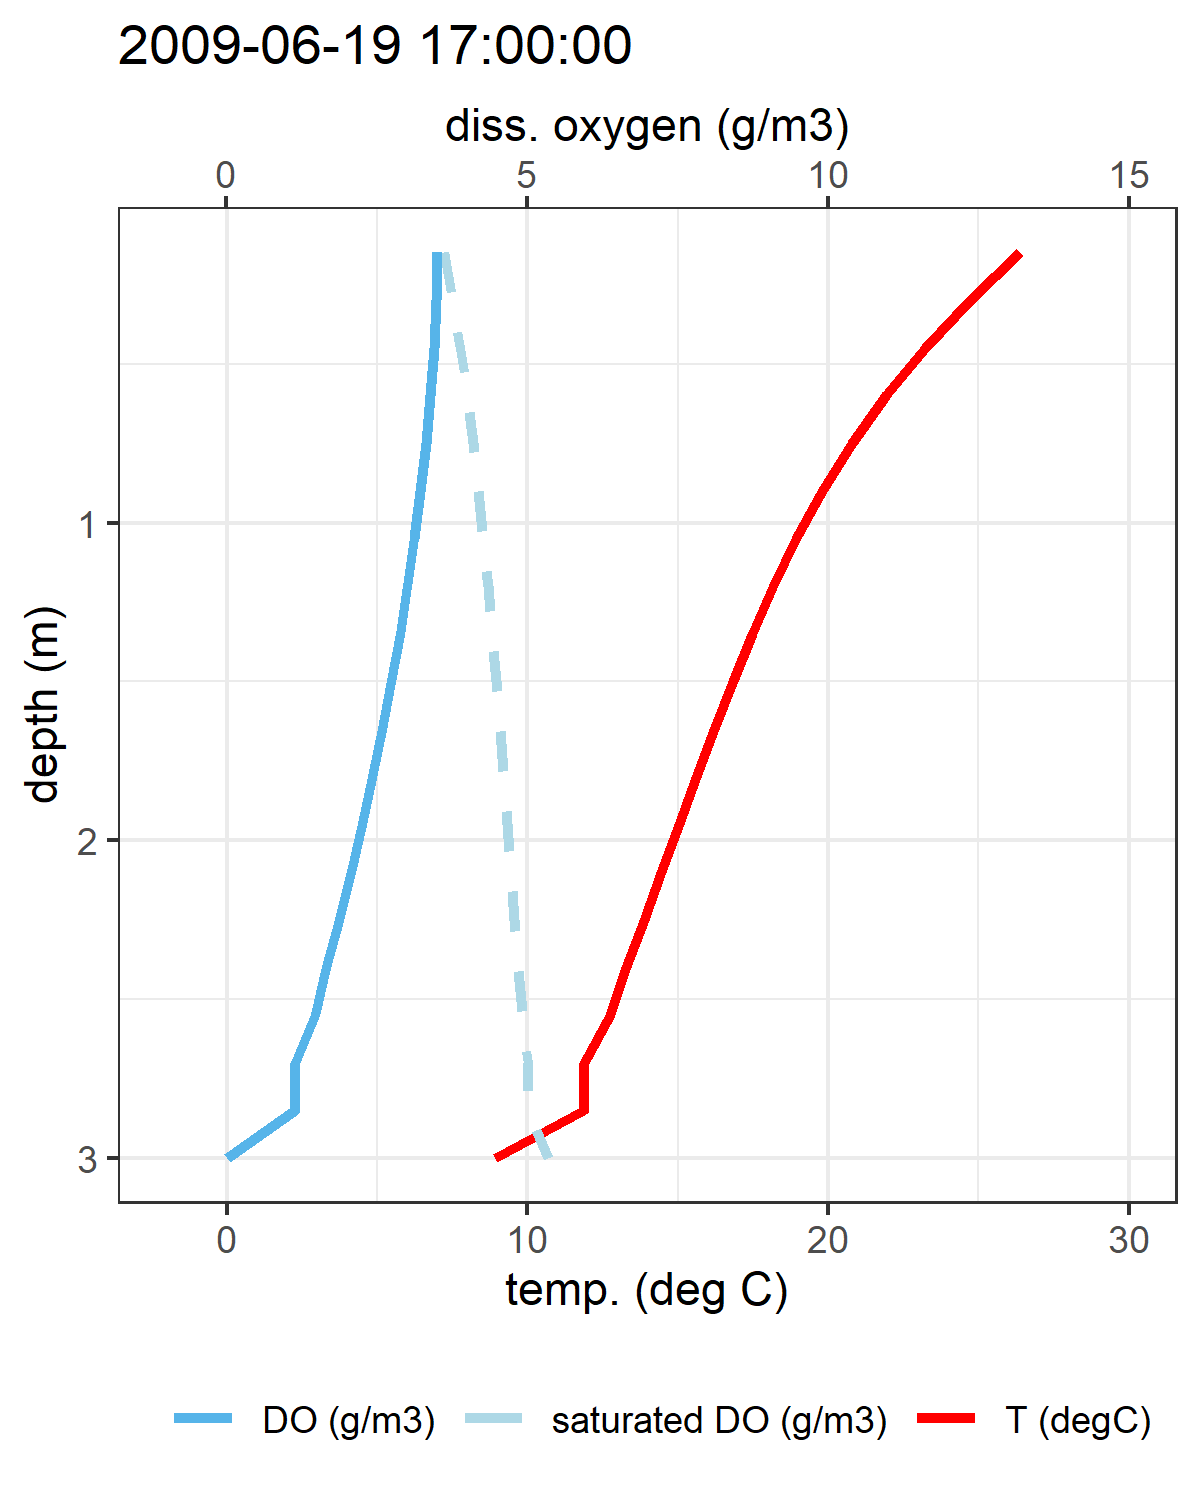 2009-06-19 17:00:00
diss. oxygen (g/m3)
0 5 10 15
depth (m)
1
2
3
0 10 20 30
temp. (deg C)
DO (g/m3) saturated DO (g/m3) T (degC)